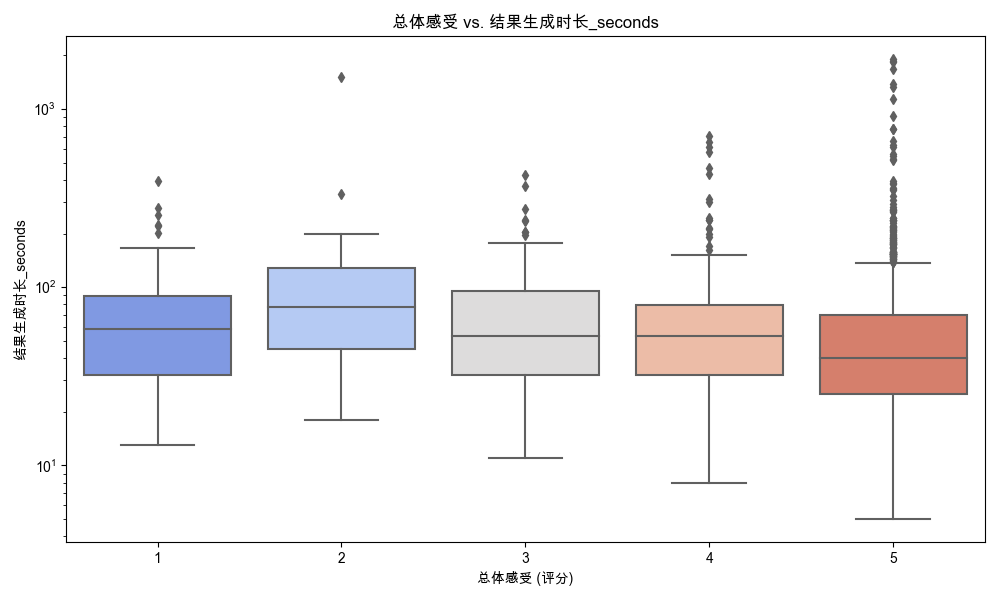 总体感受 vs. 结果生成时长_seconds
结果生成时长_seconds
10³
10²
10¹
1 2 3 4 5
总体感受 (评分)